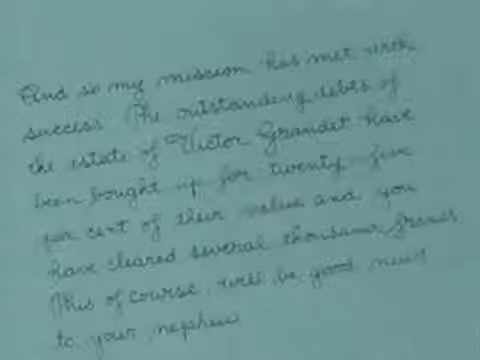 And so my mission has met with
success. The outstanding debts of
the estate of Victor Grandet have
been bought up for twenty-five
per cent of their value and you
have cleared several thousand francs
This of course, will be good news
to your nephew